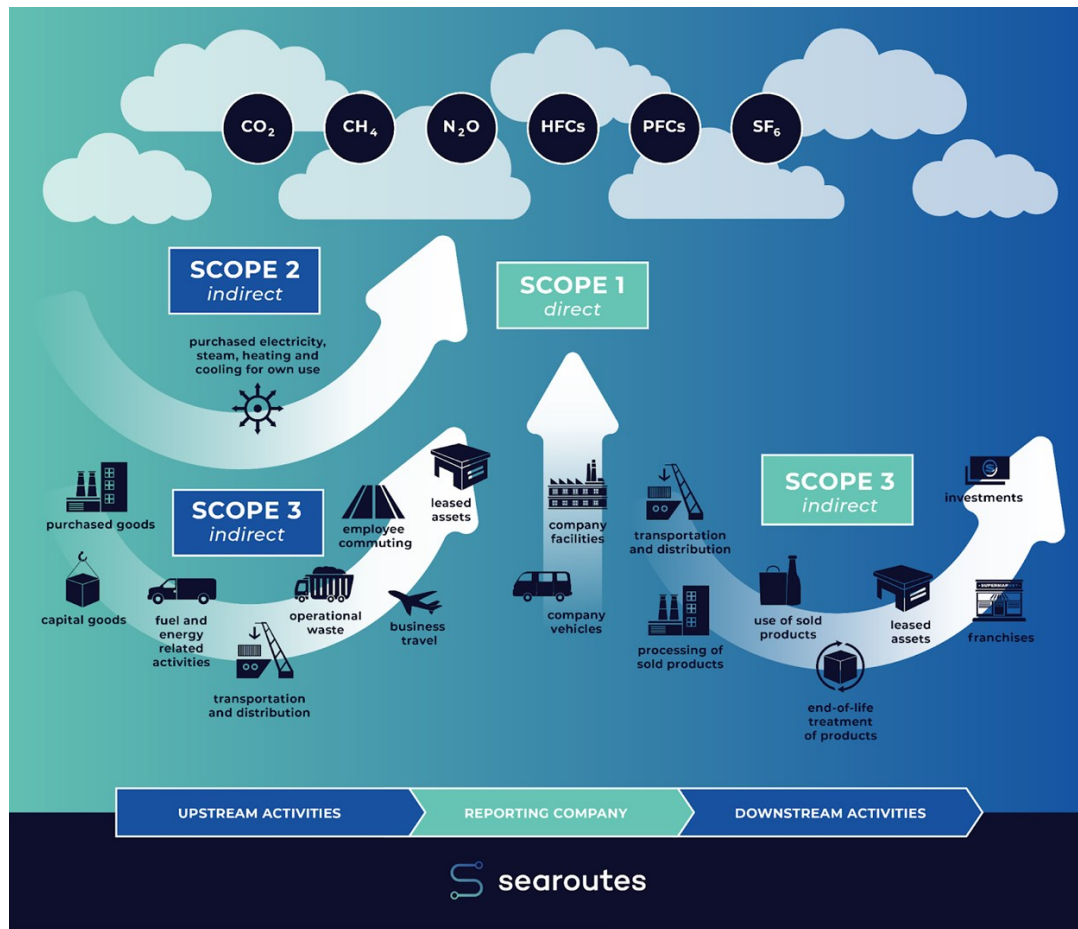 CO₂
CH₄
N₂O
HFCs
PFCs
SF₆
SCOPE 2
indirect
purchased electricity,
steam, heating and
cooling for own use
SCOPE 1
direct
purchased goods
SCOPE 3
indirect
employee
commuting
leased
assets
capital goods
fuel and
energy
related
activities
operational
waste
business
travel
transportation
and distribution
company
facilities
company
vehicles
transportation
and distribution
SCOPE 3
indirect
investments
processing of
sold products
use of sold
products
leased
assets
SUPERMARKET
franchises
end-of-life
treatment
of products
UPSTREAM ACTIVITIES
REPORTING COMPANY
DOWNSTREAM ACTIVITIES
searoutes